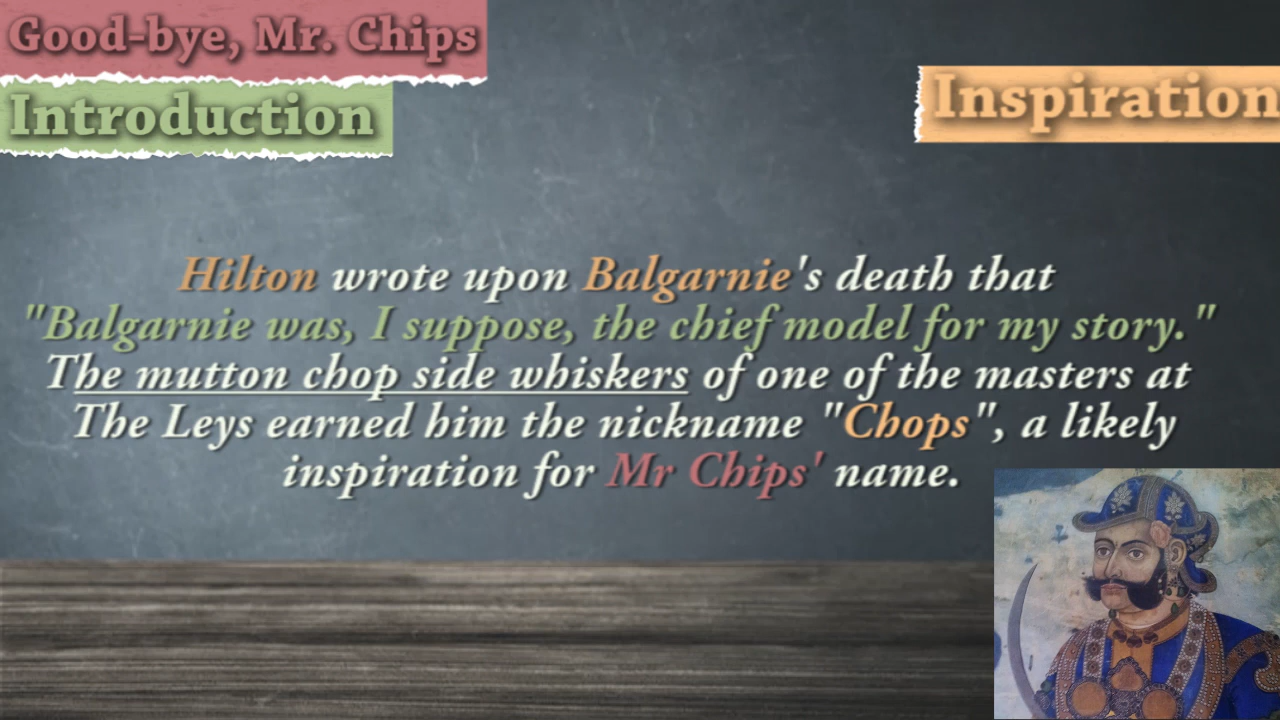 Good-bye, Mr. Chips
Introduction
Inspiration
Hilton wrote upon Balgarnie's death that
"Balgarnie was, I suppose, the chief model for my story."
The mutton chop side whiskers of one of the masters at
The Leys earned him the nickname "Chops", a likely
inspiration for Mr Chips' name.